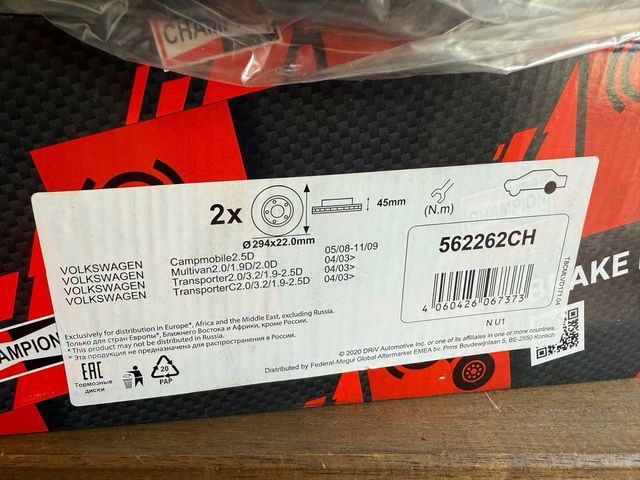 CHAMP
2x
45mm
(N.m)
Ø294x22.0mm
562262CH
VOLKSWAGEN Campmobile2.5D 05/08-11/09
VOLKSWAGEN Multivan2.0/1.9D/2.0D 04/03>
VOLKSWAGEN Transporter2.0/3.2/1.9-2.5D 04/03>
VOLKSWAGEN TransporterC2.0/3.2/1.9-2.5D 04/03>
4 060426 067373
N U1
TBCMLVD177.04
BRAKE
Exclusively for distribution in Europe*, Africa and the Middle East, excluding Russia.
Только для стран Европы*, Ближнего Востока и Африки, кроме России.
* This product may not be distributed in Russia.
* Эта продукция не предназначена для распространения в России.
© 2020 DRiV Automotive Inc. or one of its affiliates in one or more countries.
Distributed by Federal-Mogul Global Aftermarket EMEA bv. Prins Boudewijnlaan 5, BE-2550 Kontich
CHAMPION
EAC
Тормозные
диски
20
PAP